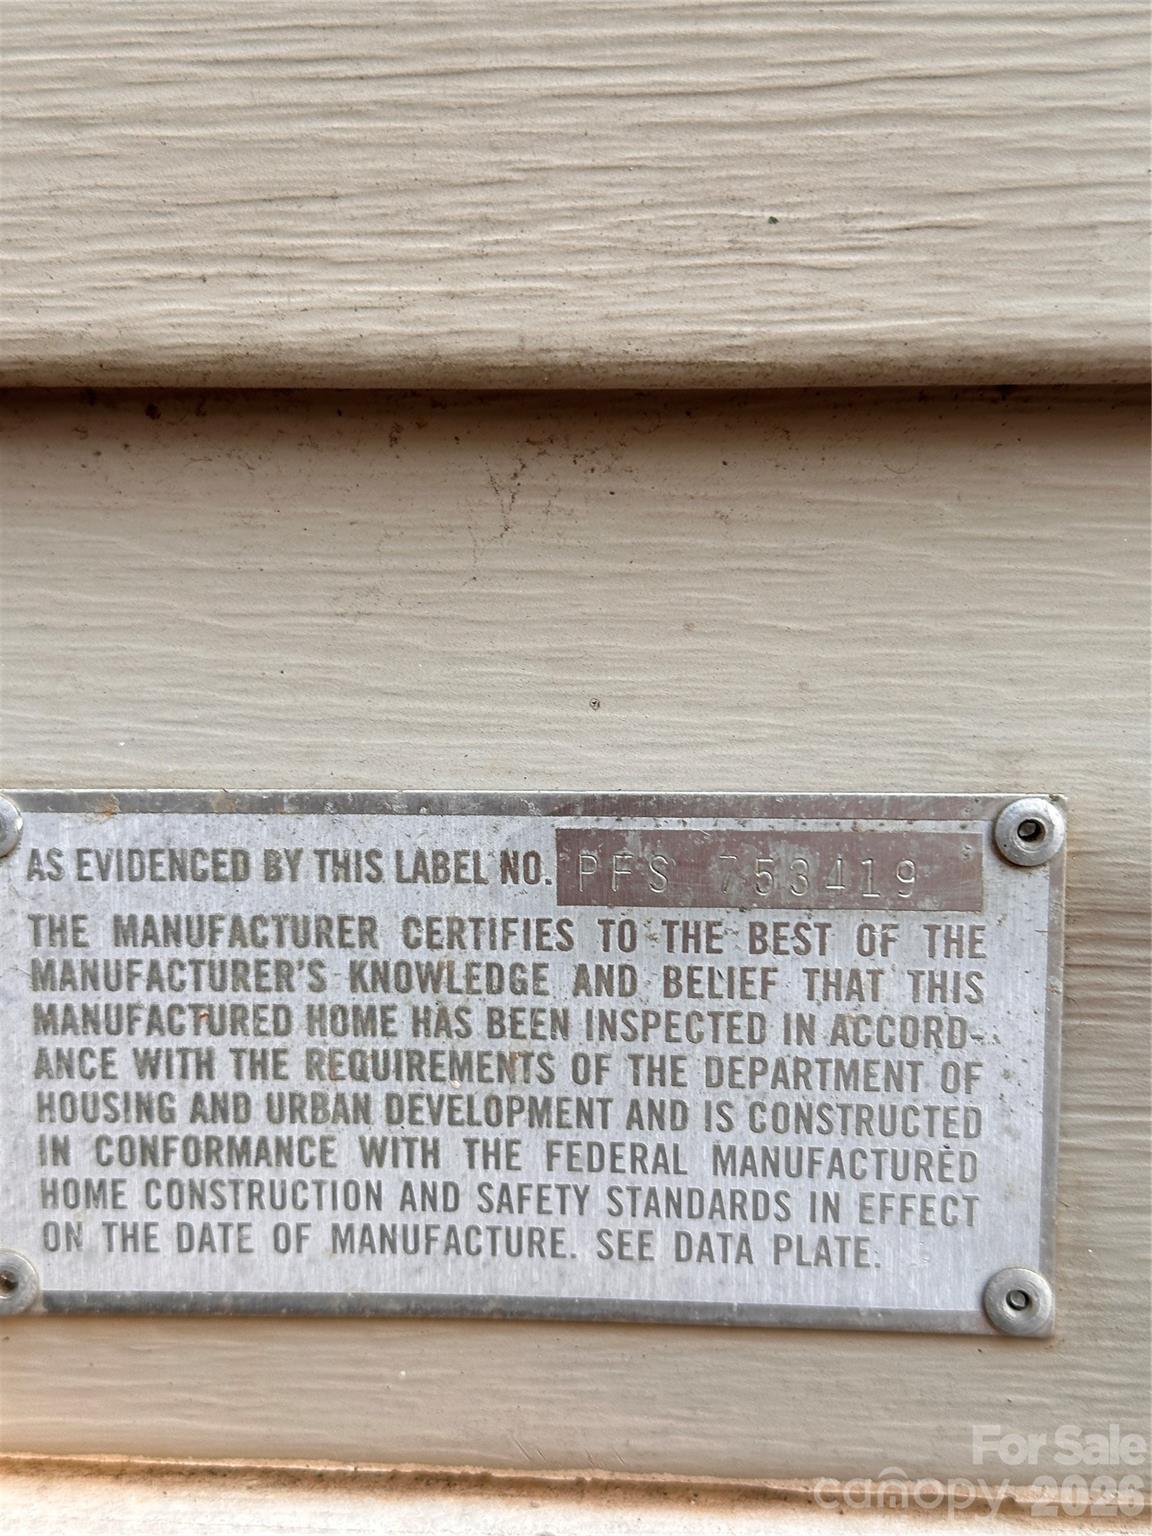 AS EVIDENCED BY THIS LABEL NO. PFS 753419
THE MANUFACTURER CERTIFIES TO THE BEST OF THE
MANUFACTURER'S KNOWLEDGE AND BELIEF THAT THIS
MANUFACTURED HOME HAS BEEN INSPECTED IN ACCORD-
ANCE WITH THE REQUIREMENTS OF THE DEPARTMENT OF
HOUSING AND URBAN DEVELOPMENT AND IS CONSTRUCTED
IN CONFORMANCE WITH THE FEDERAL MANUFACTURED
HOME CONSTRUCTION AND SAFETY STANDARDS IN EFFECT
ON THE DATE OF MANUFACTURE. SEE DATA PLATE.
For Sale
canopy 2026